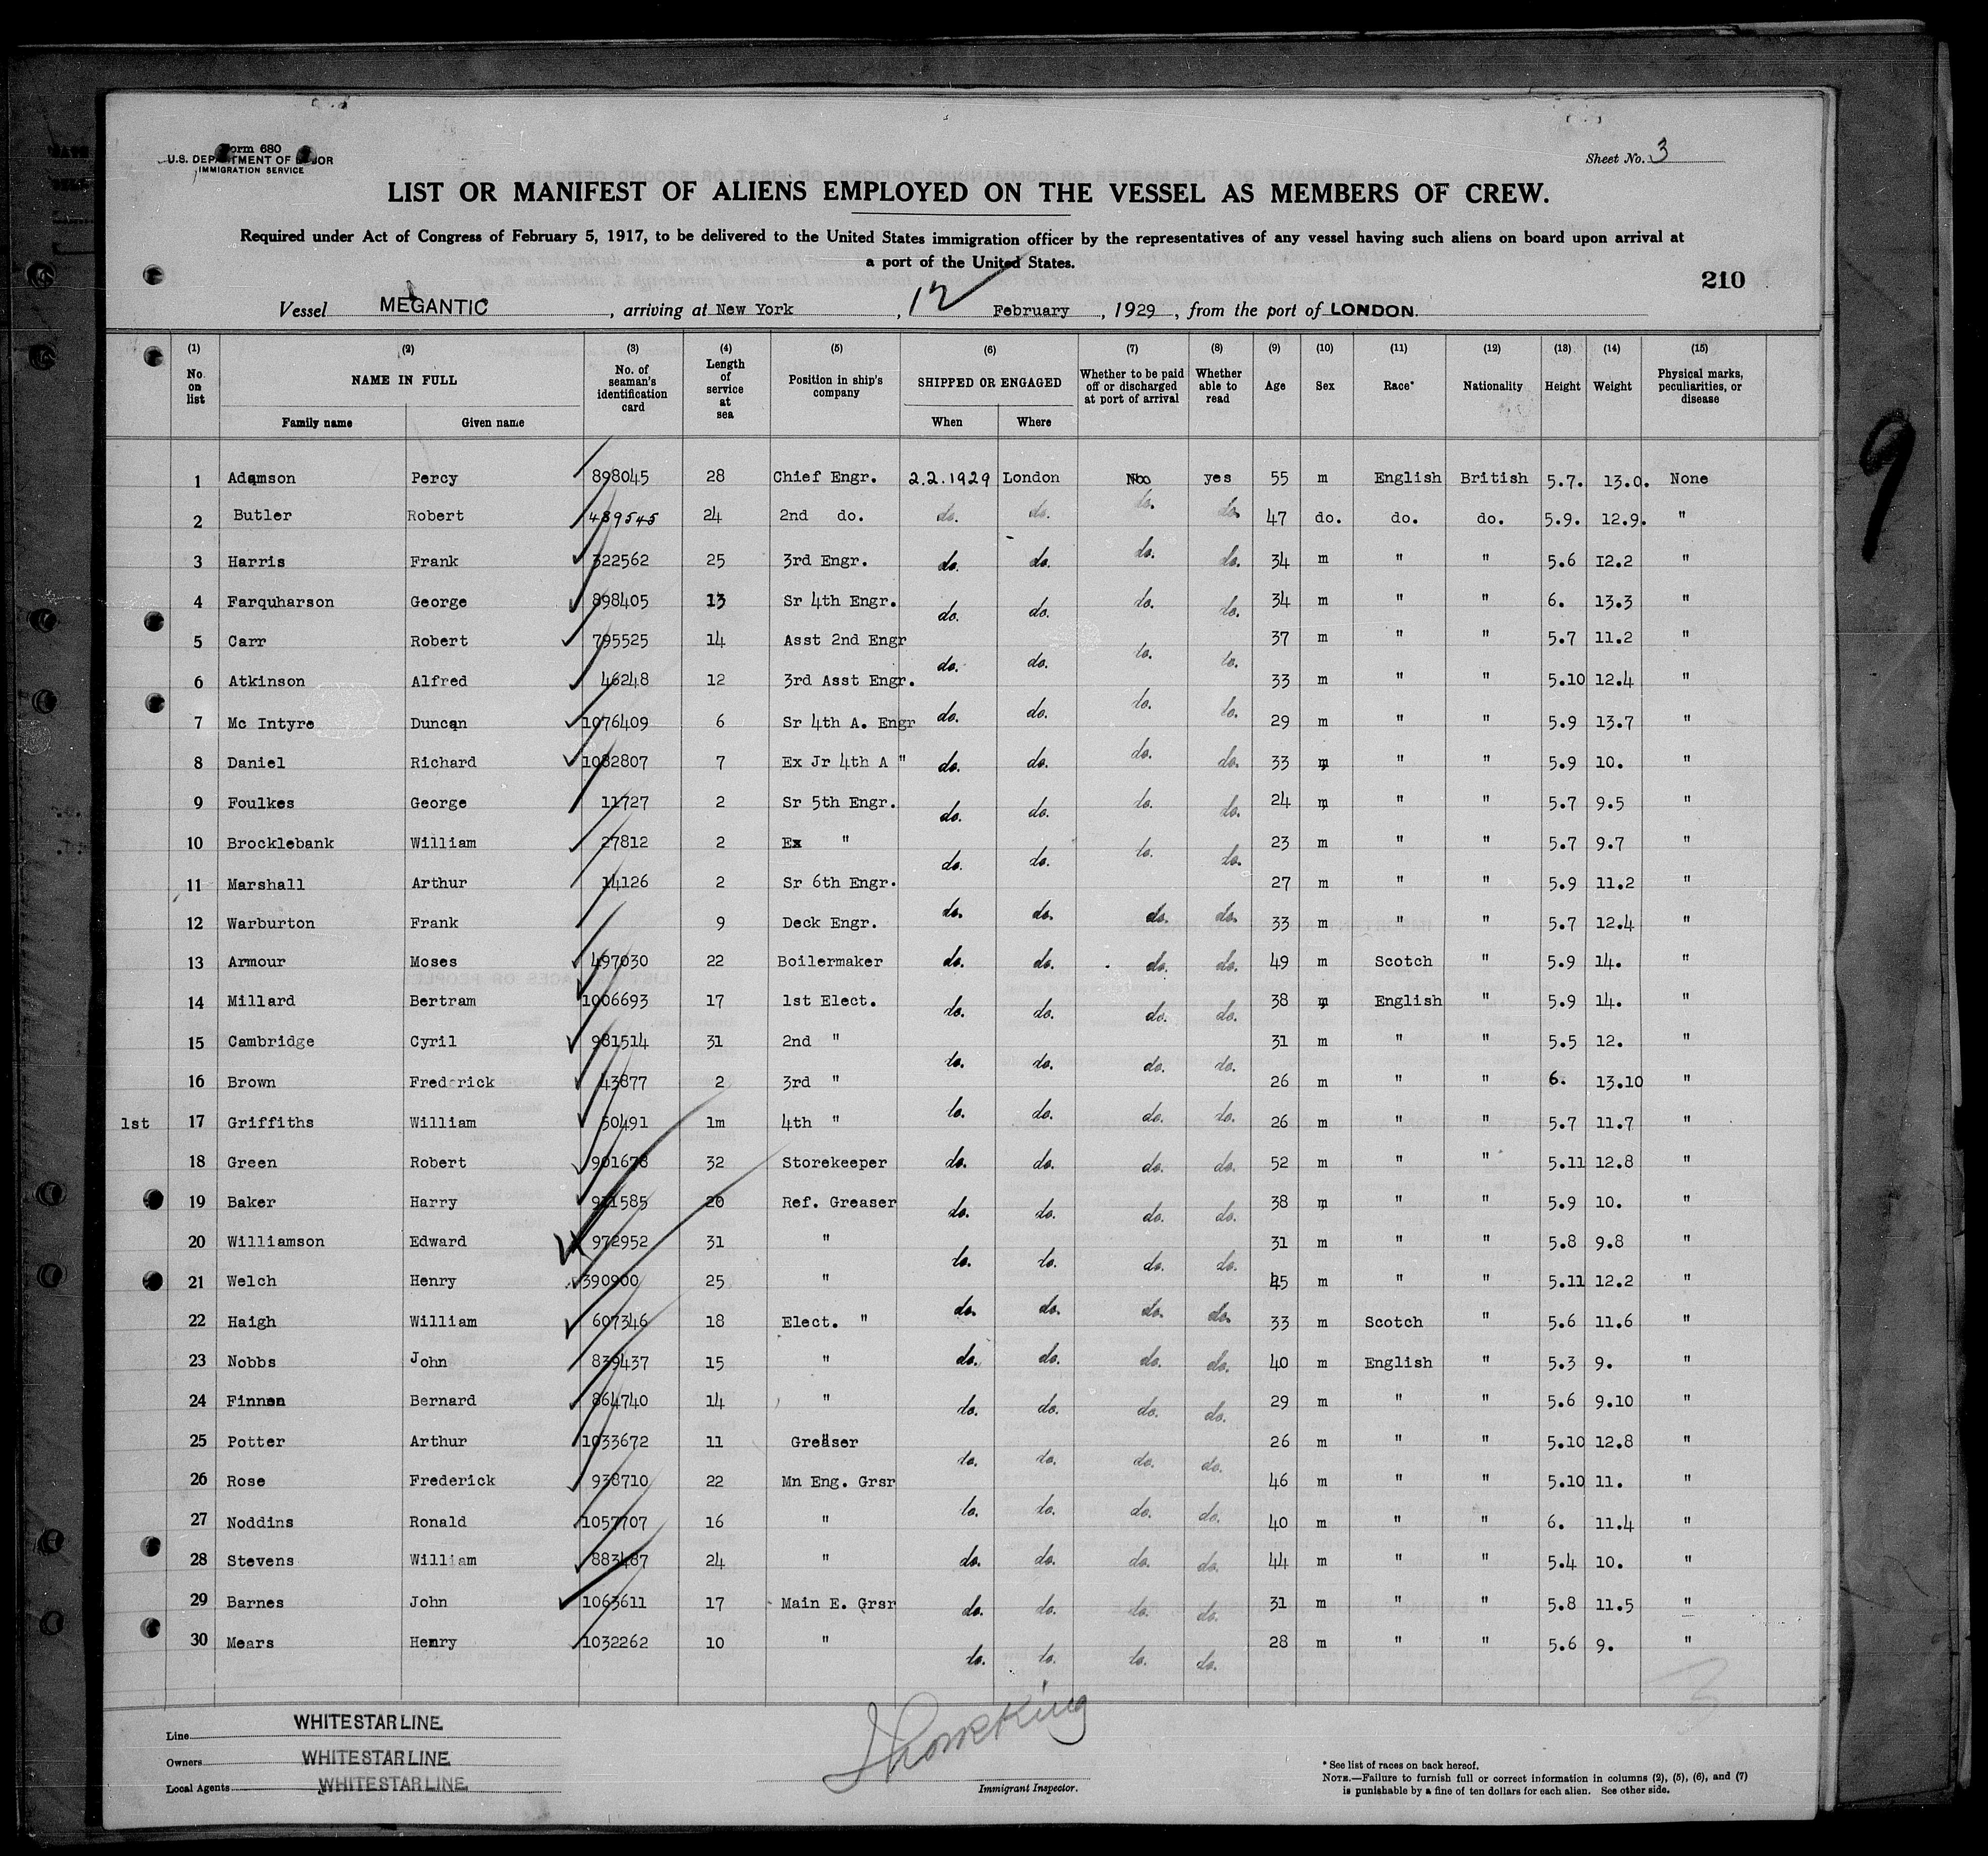 Form 680
U.S. DEPARTMENT OF LABOR
IMMIGRATION SERVICE
Sheet No. 3
LIST OR MANIFEST OF ALIENS EMPLOYED ON THE VESSEL AS MEMBERS OF CREW.
Required under Act of Congress of February 5, 1917, to be delivered to the United States immigration officer by the representatives of any vessel having such aliens on board upon arrival at
a port of the United States.
210
Vessel MEGANTIC, arriving at New York, 12 February, 1929, from the port of LONDON.
(1) (2) (3) (4) (5) (6) (7) (8) (9) (10) (11) (12) (13) (14) (15)
No. on list NAME IN FULL Family name Given name No. of seaman's identification card Length of service at sea Position in ship's company SHIPPED OR ENGAGED When Where Whether to be paid off or discharged at port of arrival Whether able to read Age Sex Race* Nationality Height Weight Physical marks, peculiarities, or disease
1 Adamson Percy 898045 28 Chief Engr. 2.2.1929 London No yes 55 m English British 5.7. 13.0. None
2 Butler Robert 489545 24 2nd do. do. do. do. do. 47 do. do. do. 5.9. 12.9. "
3 Harris Frank 322562 25 3rd Engr. do. do. do. do. 34 m " " 5.6 12.2 "
4 Farquharson George 898405 13 Sr 4th Engr. do. do. do. do. 34 m " " 6. 13.3 "
5 Carr Robert 795525 14 Asst 2nd Engr do. do. do. do. 37 m " " 5.7 11.2 "
6 Atkinson Alfred 46248 12 3rd Asst Engr. do. do. do. do. 33 m " " 5.10 12.4 "
7 Mc Intyre Duncan 1076409 6 Sr 4th A. Engr do. do. do. do. 29 m " " 5.9 13.7 "
8 Daniel Richard 1082807 7 Ex Jr 4th A " do. do. do. do. 33 m " " 5.9 10. "
9 Foulkes George 11727 2 Sr 5th Engr. do. do. do. do. 24 m " " 5.7 9.5 "
10 Brocklebank William 27812 2 Ex " do. do. do. do. 23 m " " 5.7 9.7 "
11 Marshall Arthur 14126 2 Sr 6th Engr. 27 m " " 5.9 11.2 "
12 Warburton Frank 9 Deck Engr. do. do. do. do. 33 m " " 5.7 12.4 "
13 Armour Moses 497030 22 Boilermaker do. do. do. do. 49 m Scotch " 5.9 14. "
14 Millard Bertram 1006693 17 1st Elect. do. do. do. do. 38 m English " 5.9 14. "
15 Cambridge Cyril 981514 31 2nd " do. do. do. do. 31 m " " 5.5 12. "
16 Brown Frederick 43877 2 3rd " 26 m " " 6. 13.10 "
1st 17 Griffiths William 50491 1m 4th " do. do. do. do. 26 m " " 5.7 11.7 "
18 Green Robert 901678 32 Storekeeper do. do. do. do. 52 m " " 5.11 12.8 "
19 Baker Harry 911585 20 Ref. Greaser do. do. do. do. 38 m " " 5.9 10. "
20 Williamson Edward 972952 31 " do. do. do. do. 31 m " " 5.8 9.8 "
21 Welch Henry 390900 25 " 45 m " " 5.11 12.2 "
22 Haigh William 607346 18 Elect. " do. do. do. do. 33 m Scotch " 5.6 11.6 "
23 Nobbs John 839437 15 " do. do. do. do. 40 m English " 5.3 9. "
24 Finnen Bernard 864740 14 " do. do. do. do. 29 m " " 5.6 9.10 "
25 Potter Arthur 1033672 11 Greaser do. do. do. do. 26 m " " 5.10 12.8 "
26 Rose Frederick 938710 22 Mn Eng. Grsr 46 m " " 5.10 11. "
27 Noddins Ronald 1057707 16 " do. do. do. do. 40 m " " 6. 11.4 "
28 Stevens William 883487 24 " do. do. do. do. 44 m " " 5.4 10. "
29 Barnes John 1063611 17 Main E. Grsr do. do. do. do. 31 m " " 5.8 11.5 "
30 Mears Henry 1032262 10 " do. do. do. do. 28 m " " 5.6 9. "
Line WHITE STAR LINE
Owners WHITE STAR LINE
Local Agents WHITE STAR LINE
Immigrant Inspector.
* See list of races on back hereof.
NOTE.—Failure to furnish full or correct information in columns (2), (5), (6), and (7)
is punishable by a fine of ten dollars for each alien. See other side.
9